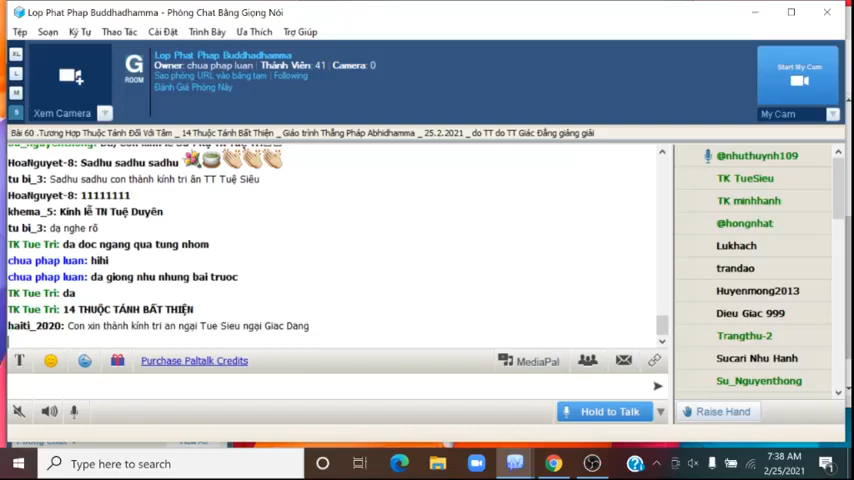 Lop Phat Phap Buddhadhamma - Phòng Chat Bằng Giọng Nói
Tệp Soạn Ký Tự Thao Tác Cài Đặt Trình Bày Ưa Thích Trợ Giúp
XL
L
M
S
Xem Camera
G
ROOM
Lop Phat Phap Buddhadhamma
Owner: chua phap luan | Thành Viên: 41 | Camera: 0
Sao phỏng URL vào bảng tạm | Following
Đánh Giá Phòng Này
Start My Cam
My Cam
Bài 60 .Tương Hợp Thuộc Tánh Đối Với Tâm _ 14 Thuộc Tánh Bất Thiện _ Giáo trình Thắng Pháp Abhidhamma _ 25.2.2021 _ do TT do TT Giác Đẳng giảng giải
HoaNguyet-8: Sadhu sadhu sadhu
tu bi_3: Sadhu sadhu con thành kính tri ân TT Tuệ Siêu
HoaNguyet-8: 11111111
khema_5: Kính lễ TN Tuệ Duyên
tu bi_3: dạ nghe rõ
TK Tue Tri: da doc ngang qua tung nhom
chua phap luan: hihi
chua phap luan: da giong nhu nhung bai truoc
TK Tue Tri: da
TK Tue Tri: 14 THUỘC TÁNH BẤT THIỆN
haiti_2020: Con xin thành kính tri an ngại Tue Sieu ngại Giac Dang
@nhuthuynh109
TK TueSieu
TK minhhanh
@hongnhat
Lukhach
trandao
Huyenmong2013
Dieu Giac 999
Trangthu-2
Sucari Nhu Hanh
Su_Nguyenthong
T Purchase Paltalk Credits MediaPal
Hold to Talk Raise Hand
Type here to search
7:38 AM
2/25/2021
1